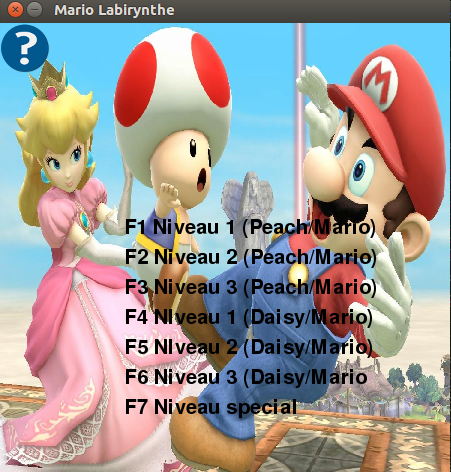 Mario Labirynthe
?
M
F1 Niveau 1 (Peach/Mario)
F2 Niveau 2 (Peach/Mario)
F3 Niveau 3 (Peach/Mario)
F4 NIveau 1 (Daisy/Mario)
F5 NIveau 2 (Daisy/Mario)
F6 Niveau 3 (Daisy/Mario
F7 Niveau special